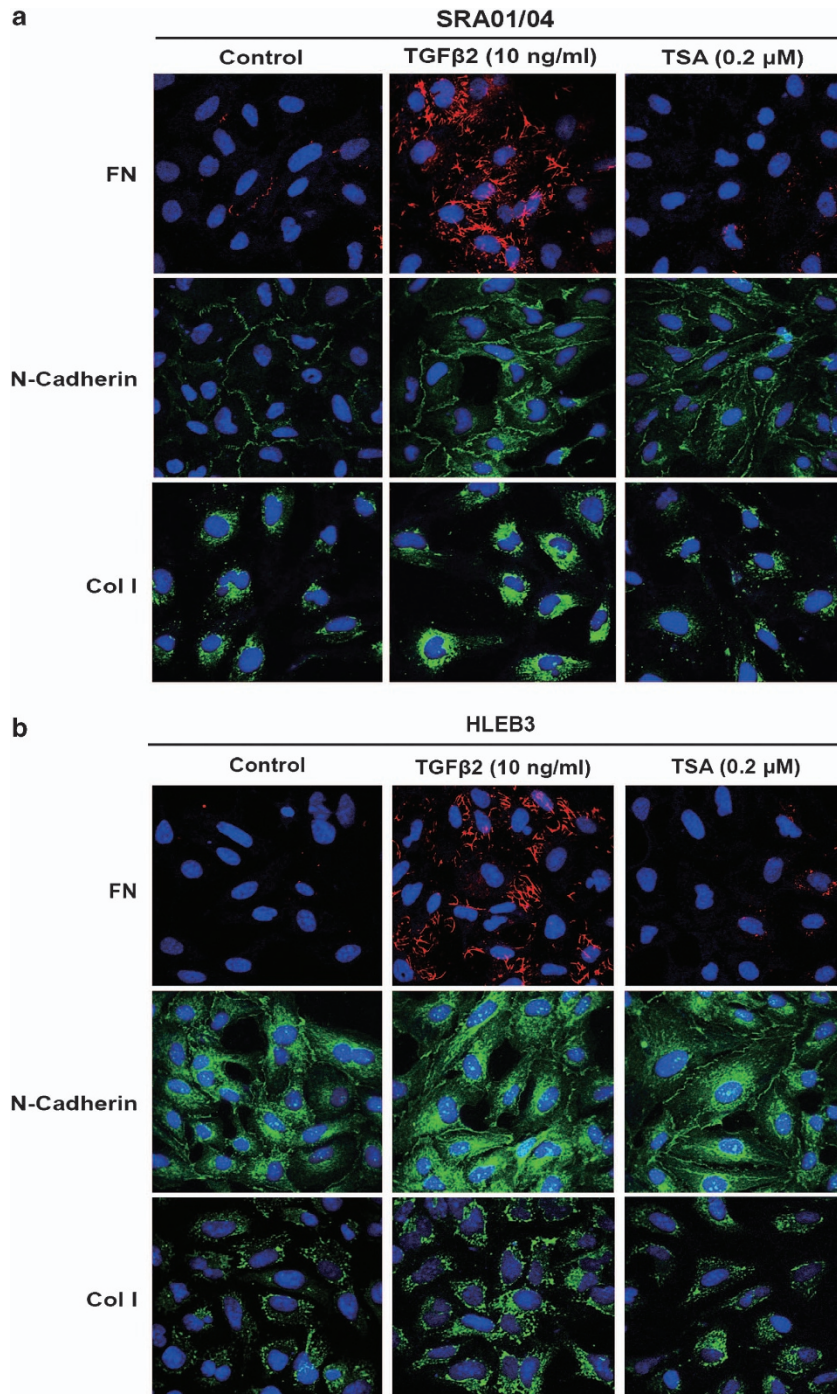 a
SRA01/04
Control TGFβ2 (10 ng/ml) TSA (0.2 µM)
FN
N-Cadherin
Col I
b
HLEB3
Control TGFβ2 (10 ng/ml) TSA (0.2 µM)
FN
N-Cadherin
Col I